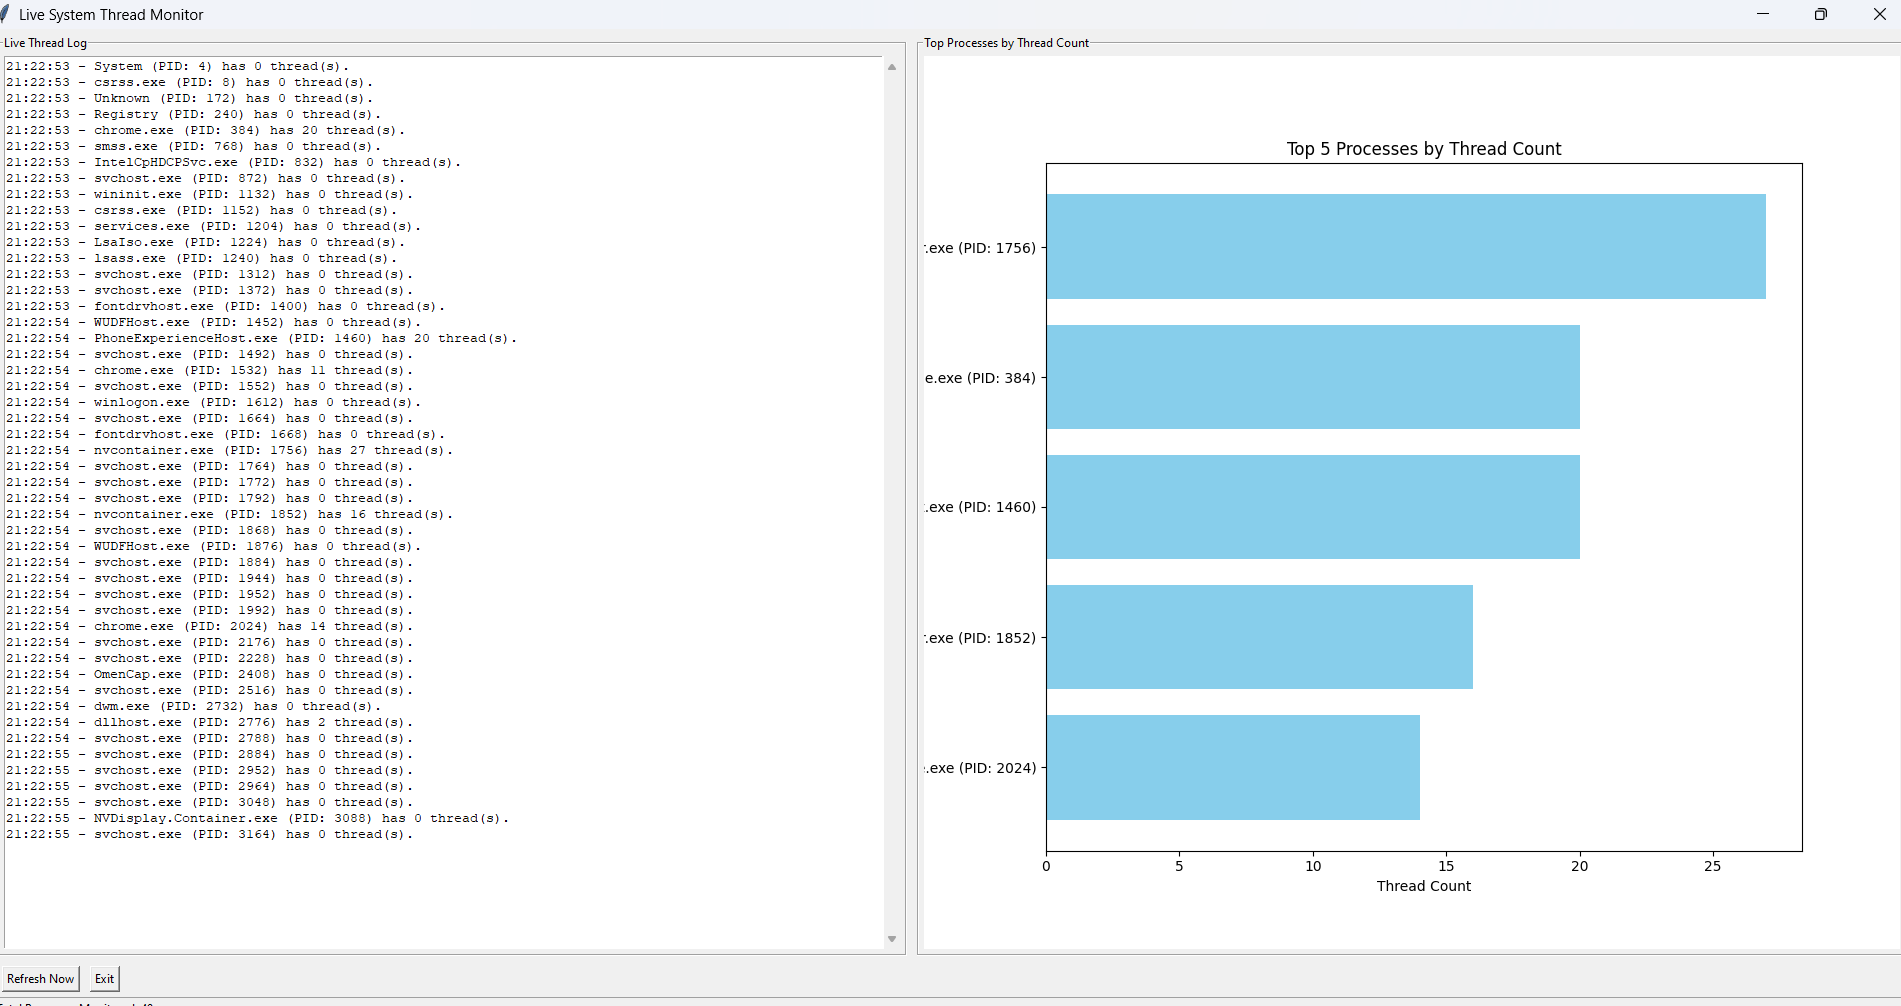 Live System Thread Monitor
Live Thread Log
21:22:53 - System (PID: 4) has 0 thread(s).
21:22:53 - csrss.exe (PID: 8) has 0 thread(s).
21:22:53 - Unknown (PID: 172) has 0 thread(s).
21:22:53 - Registry (PID: 240) has 0 thread(s).
21:22:53 - chrome.exe (PID: 384) has 20 thread(s).
21:22:53 - smss.exe (PID: 768) has 0 thread(s).
21:22:53 - IntelCpHDCPSvc.exe (PID: 832) has 0 thread(s).
21:22:53 - svchost.exe (PID: 872) has 0 thread(s).
21:22:53 - wininit.exe (PID: 1132) has 0 thread(s).
21:22:53 - csrss.exe (PID: 1152) has 0 thread(s).
21:22:53 - services.exe (PID: 1204) has 0 thread(s).
21:22:53 - LsaIso.exe (PID: 1224) has 0 thread(s).
21:22:53 - lsass.exe (PID: 1240) has 0 thread(s).
21:22:53 - svchost.exe (PID: 1312) has 0 thread(s).
21:22:53 - svchost.exe (PID: 1372) has 0 thread(s).
21:22:53 - fontdrvhost.exe (PID: 1400) has 0 thread(s).
21:22:54 - WUDFHost.exe (PID: 1452) has 0 thread(s).
21:22:54 - PhoneExperienceHost.exe (PID: 1460) has 20 thread(s).
21:22:54 - svchost.exe (PID: 1492) has 0 thread(s).
21:22:54 - chrome.exe (PID: 1532) has 11 thread(s).
21:22:54 - svchost.exe (PID: 1552) has 0 thread(s).
21:22:54 - winlogon.exe (PID: 1612) has 0 thread(s).
21:22:54 - svchost.exe (PID: 1664) has 0 thread(s).
21:22:54 - fontdrvhost.exe (PID: 1668) has 0 thread(s).
21:22:54 - nvcontainer.exe (PID: 1756) has 27 thread(s).
21:22:54 - svchost.exe (PID: 1764) has 0 thread(s).
21:22:54 - svchost.exe (PID: 1772) has 0 thread(s).
21:22:54 - svchost.exe (PID: 1792) has 0 thread(s).
21:22:54 - nvcontainer.exe (PID: 1852) has 16 thread(s).
21:22:54 - svchost.exe (PID: 1868) has 0 thread(s).
21:22:54 - WUDFHost.exe (PID: 1876) has 0 thread(s).
21:22:54 - svchost.exe (PID: 1884) has 0 thread(s).
21:22:54 - svchost.exe (PID: 1944) has 0 thread(s).
21:22:54 - svchost.exe (PID: 1952) has 0 thread(s).
21:22:54 - svchost.exe (PID: 1992) has 0 thread(s).
21:22:54 - chrome.exe (PID: 2024) has 14 thread(s).
21:22:54 - svchost.exe (PID: 2176) has 0 thread(s).
21:22:54 - svchost.exe (PID: 2228) has 0 thread(s).
21:22:54 - OmenCap.exe (PID: 2408) has 0 thread(s).
21:22:54 - svchost.exe (PID: 2516) has 0 thread(s).
21:22:54 - dwm.exe (PID: 2732) has 0 thread(s).
21:22:54 - dllhost.exe (PID: 2776) has 2 thread(s).
21:22:54 - svchost.exe (PID: 2788) has 0 thread(s).
21:22:55 - svchost.exe (PID: 2884) has 0 thread(s).
21:22:55 - svchost.exe (PID: 2952) has 0 thread(s).
21:22:55 - svchost.exe (PID: 2964) has 0 thread(s).
21:22:55 - svchost.exe (PID: 3048) has 0 thread(s).
21:22:55 - NVDisplay.Container.exe (PID: 3088) has 0 thread(s).
21:22:55 - svchost.exe (PID: 3164) has 0 thread(s).
Top Processes by Thread Count
Top 5 Processes by Thread Count
.exe (PID: 1756)
e.exe (PID: 384)
.exe (PID: 1460)
.exe (PID: 1852)
.exe (PID: 2024)
0 5 10 15 20 25
Thread Count
Refresh Now
Exit